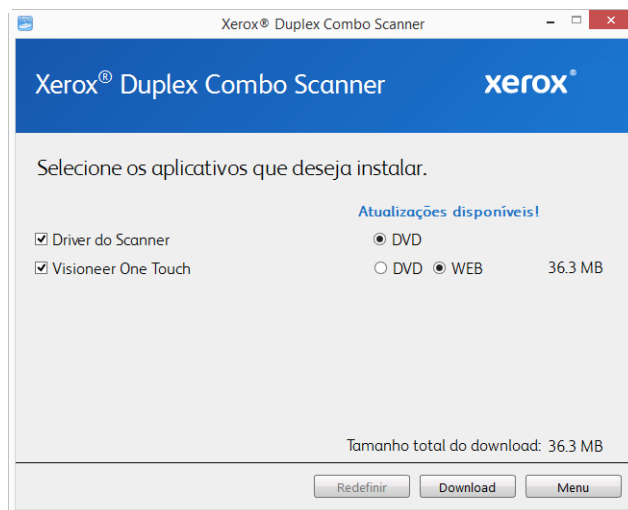 Xerox® Duplex Combo Scanner
Xerox® Duplex Combo Scanner xerox®
Selecione os aplicativos que deseja instalar.
Atualizações disponíveis!
Driver do Scanner DVD
Visioneer One Touch DVD WEB 36.3 MB
Tamanho total do download: 36.3 MB
Redefinir Download Menu